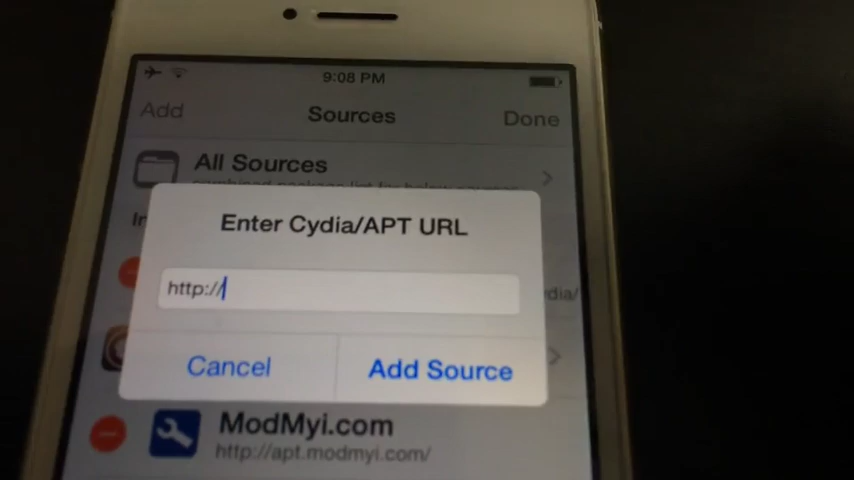 9:08 PM
Add
Sources
Done
All Sources
Enter Cydia/APT URL
http://
dia/
Cancel
Add Source
ModMyi.com
http://apt.modmyi.com/